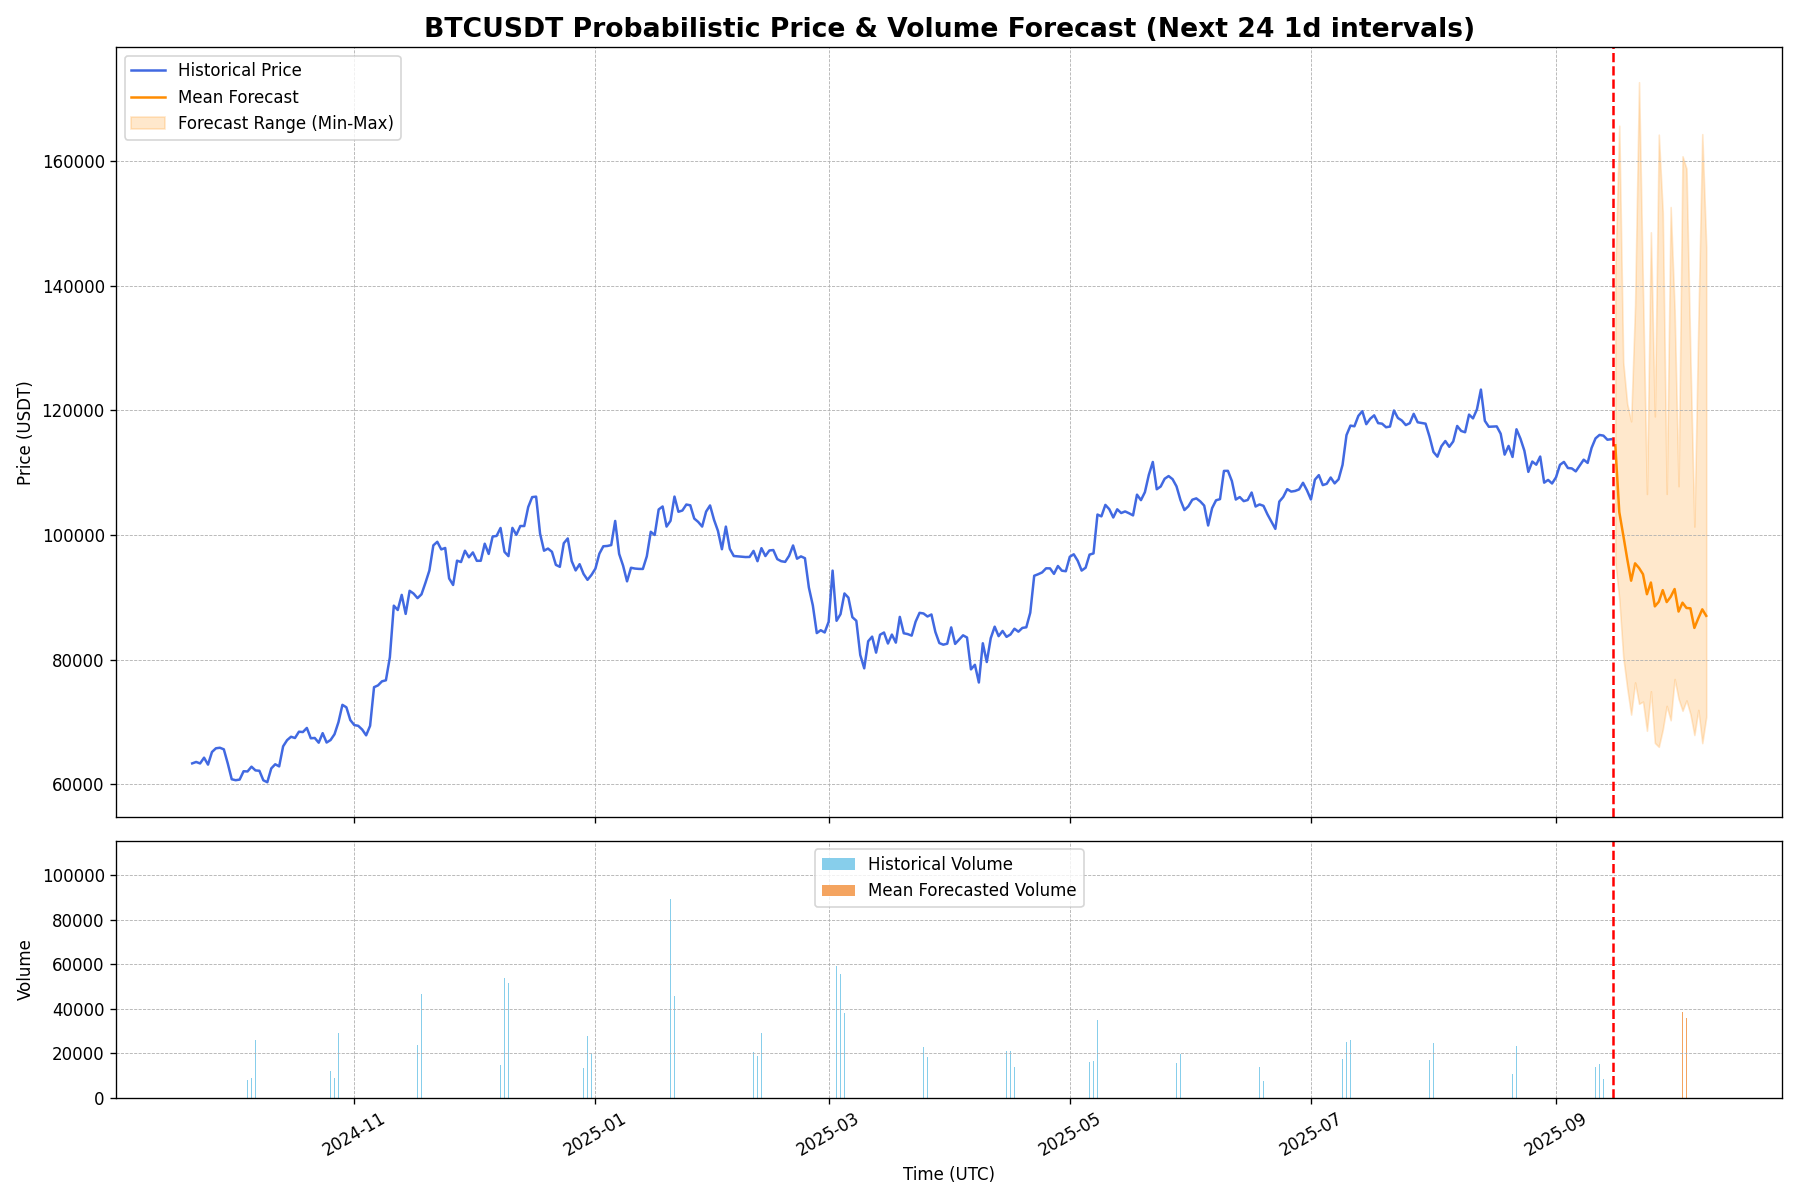 BTCUSDT Probabilistic Price & Volume Forecast (Next 24 1d intervals)
Historical Price
Mean Forecast
Forecast Range (Min-Max)
160000
140000
120000
100000
80000
60000
Price (USDT)
Historical Volume
Mean Forecasted Volume
100000
80000
60000
40000
20000
0
Volume
2024-11
2025-01
2025-03
2025-05
2025-07
2025-09
Time (UTC)